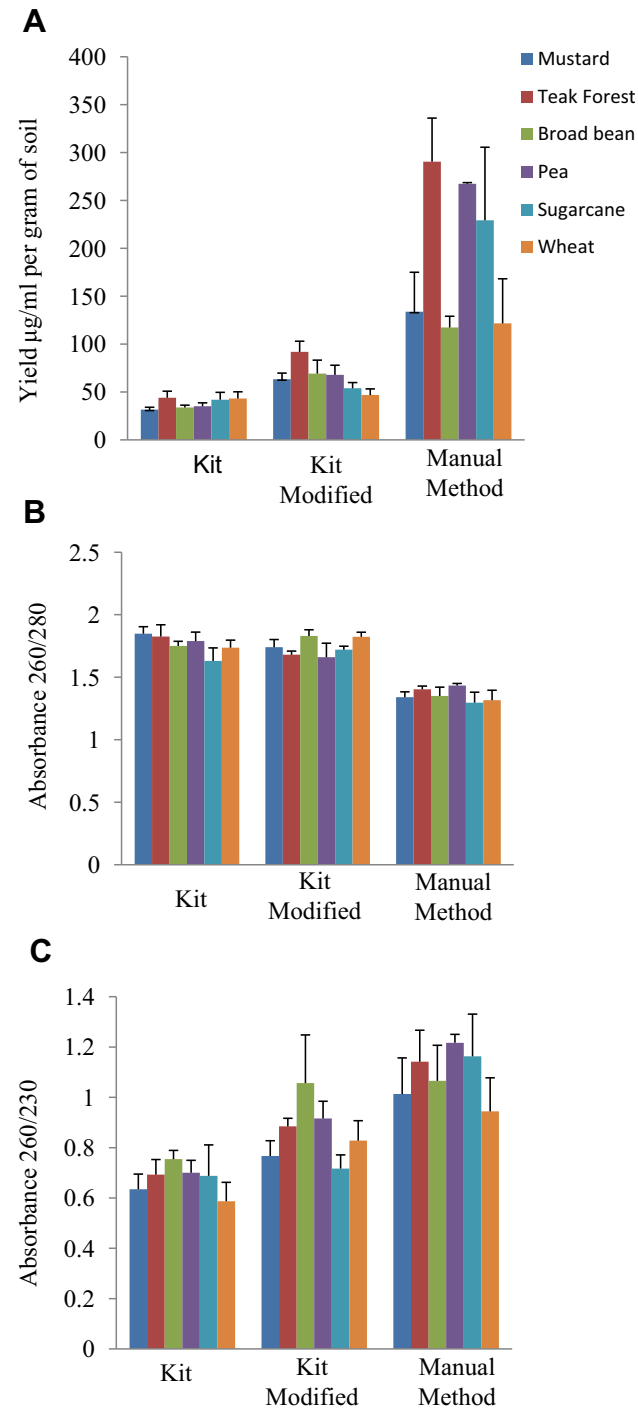 A
400
350
300
250
200
150
100
50
0
Yield µg/ml per gram of soil
Mustard
Teak Forest
Broad bean
Pea
Sugarcane
Wheat
Kit
Kit
Modified
Manual
Method
B
2.5
2
1.5
1
0.5
0
Absorbance 260/280
Kit
Kit
Modified
Manual
Method
C
1.4
1.2
1
0.8
0.6
0.4
0.2
0
Absorbance 260/230
Kit
Kit
Modified
Manual
Method